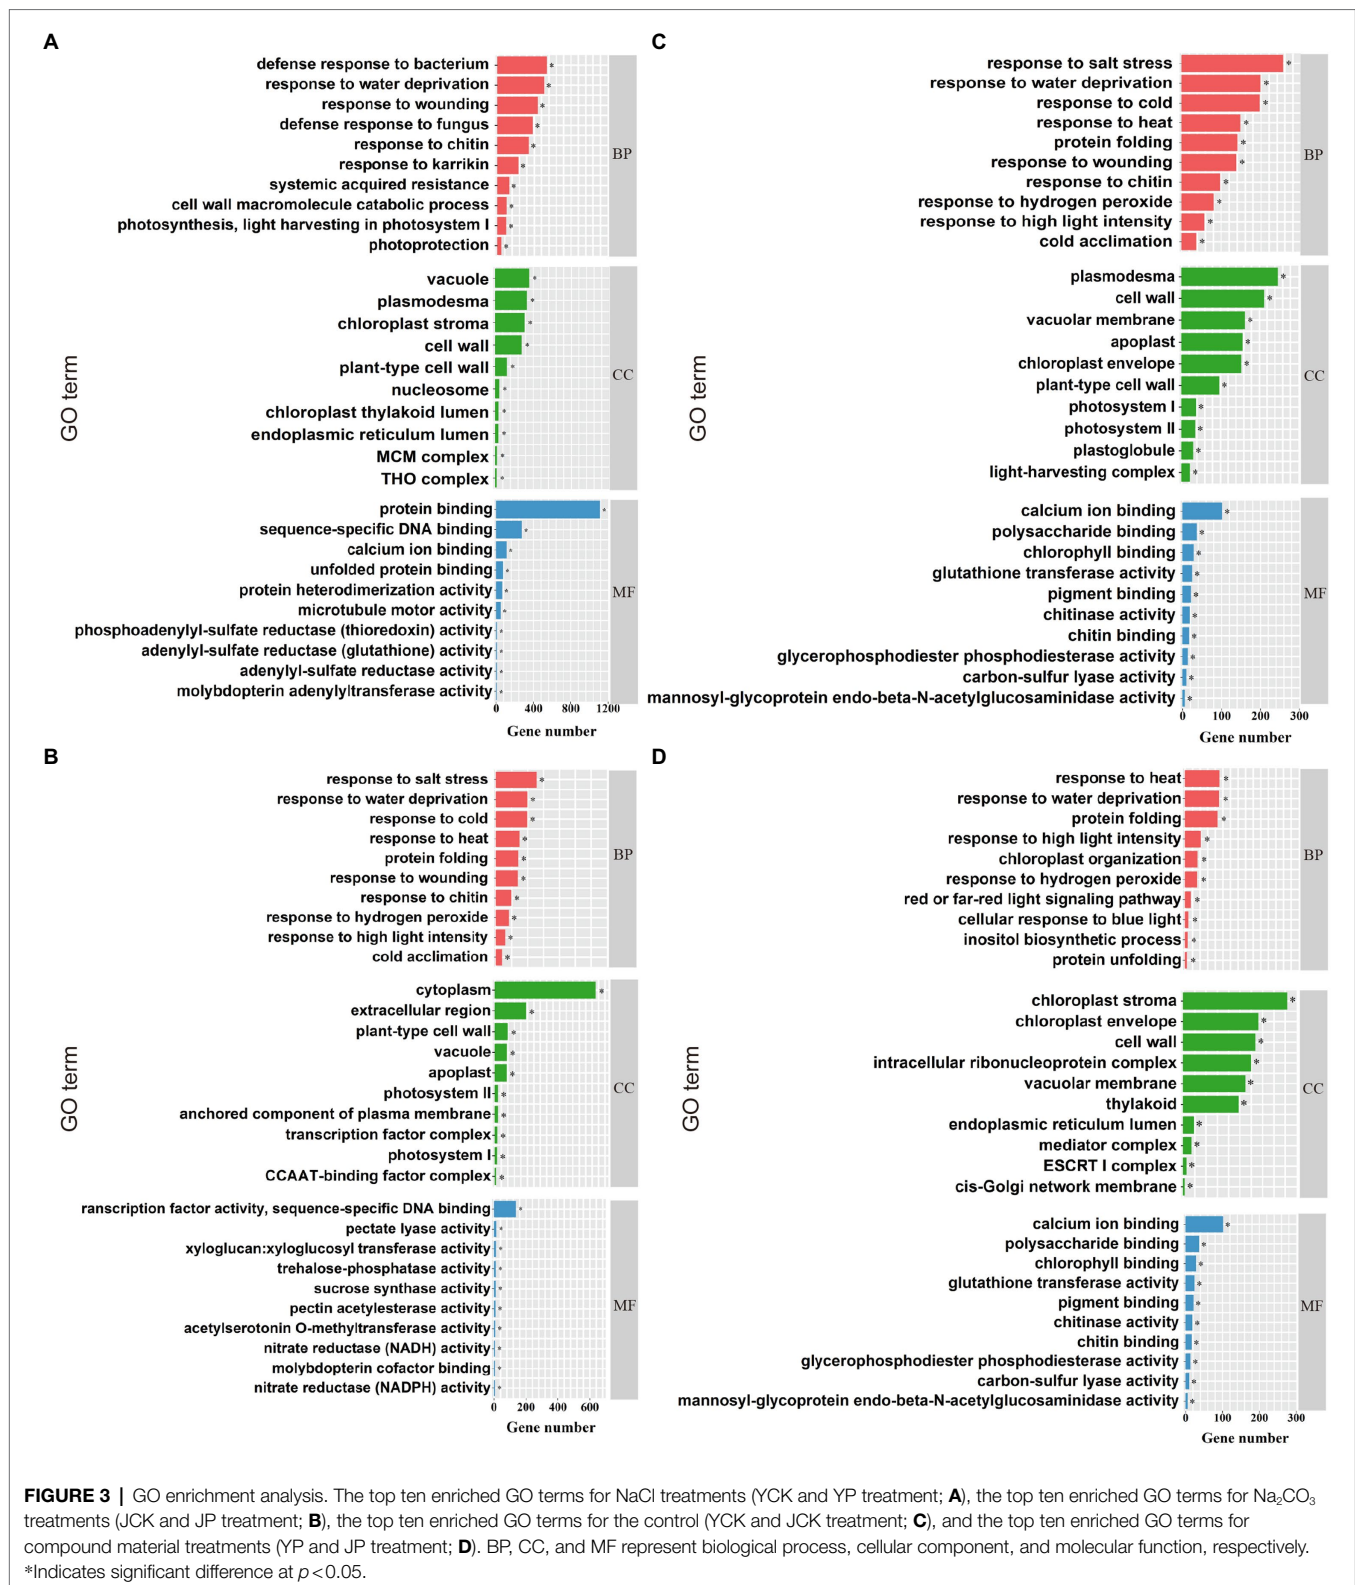 A
defense response to bacterium *
response to water deprivation *
response to wounding *
defense response to fungus *
response to chitin *
response to karrikin *
systemic acquired resistance *
cell wall macromolecule catabolic process *
photosynthesis, light harvesting in photosystem I *
photoprotection *
BP
vacuole *
plasmodesma *
chloroplast stroma *
cell wall *
plant-type cell wall *
nucleosome *
chloroplast thylakoid lumen *
endoplasmic reticulum lumen *
MCM complex *
THO complex *
CC
GO term
protein binding *
sequence-specific DNA binding *
calcium ion binding *
unfolded protein binding *
protein heterodimerization activity *
microtubule motor activity *
phosphoadenylyl-sulfate reductase (thioredoxin) activity *
adenylyl-sulfate reductase (glutathione) activity *
adenylyl-sulfate reductase activity *
molybdopterin adenylyltransferase activity *
MF
0 400 800 1200
Gene number
C
response to salt stress *
response to water deprivation *
response to cold *
response to heat *
protein folding *
response to wounding *
response to chitin *
response to hydrogen peroxide *
response to high light intensity *
cold acclimation *
BP
plasmodesma *
cell wall *
vacuolar membrane *
apoplast *
chloroplast envelope *
plant-type cell wall *
photosystem I *
photosystem II *
plastoglobule *
light-harvesting complex *
CC
GO term
calcium ion binding *
polysaccharide binding *
chlorophyll binding *
glutathione transferase activity *
pigment binding *
chitinase activity *
chitin binding *
glycerophosphodiester phosphodiesterase activity *
carbon-sulfur lyase activity *
mannosyl-glycoprotein endo-beta-N-acetylglucosaminidase activity *
MF
0 100 200 300
Gene number
B
response to salt stress *
response to water deprivation *
response to cold *
response to heat *
protein folding *
response to wounding *
response to chitin *
response to hydrogen peroxide *
response to high light intensity *
cold acclimation *
BP
cytoplasm *
extracellular region *
plant-type cell wall *
vacuole *
apoplast *
photosystem II *
anchored component of plasma membrane *
transcription factor complex *
photosystem I *
CCAAT-binding factor complex *
CC
GO term
ranscription factor activity, sequence-specific DNA binding *
pectate lyase activity *
xyloglucan:xyloglucosyl transferase activity *
trehalose-phosphatase activity *
sucrose synthase activity *
pectin acetylesterase activity *
acetylserotonin O-methyltransferase activity *
nitrate reductase (NADH) activity *
molybdopterin cofactor binding *
nitrate reductase (NADPH) activity *
MF
0 200 400 600
Gene number
D
response to heat *
response to water deprivation *
protein folding *
response to high light intensity *
chloroplast organization *
response to hydrogen peroxide *
red or far-red light signaling pathway *
cellular response to blue light *
inositol biosynthetic process *
protein unfolding *
BP
chloroplast stroma *
chloroplast envelope *
cell wall *
intracellular ribonucleoprotein complex *
vacuolar membrane *
thylakoid *
endoplasmic reticulum lumen *
mediator complex *
ESCRT I complex *
cis-Golgi network membrane *
CC
GO term
calcium ion binding *
polysaccharide binding *
chlorophyll binding *
glutathione transferase activity *
pigment binding *
chitinase activity *
chitin binding *
glycerophosphodiester phosphodiesterase activity *
carbon-sulfur lyase activity *
mannosyl-glycoprotein endo-beta-N-acetylglucosaminidase activity *
MF
0 100 200 300
Gene number
FIGURE 3 | GO enrichment analysis. The top ten enriched GO terms for NaCl treatments (YCK and YP treatment; A), the top ten enriched GO terms for Na₂CO₃
treatments (JCK and JP treatment; B), the top ten enriched GO terms for the control (YCK and JCK treatment; C), and the top ten enriched GO terms for
compound material treatments (YP and JP treatment; D). BP, CC, and MF represent biological process, cellular component, and molecular function, respectively.
*Indicates significant difference at p<0.05.